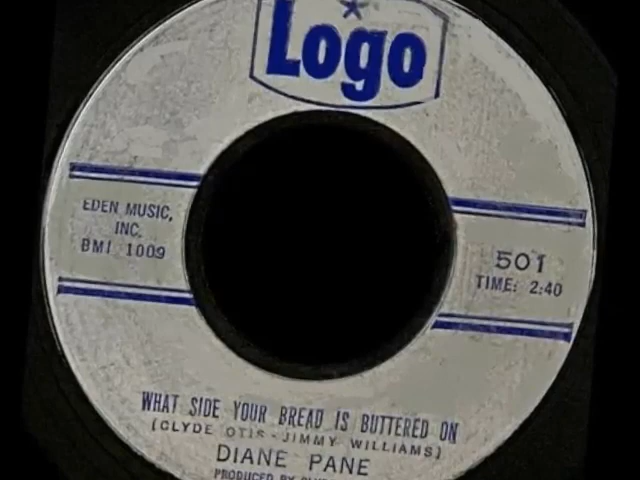 Logo
EDEN MUSIC,
INC.
BMI 1009
501
TIME: 2:40
WHAT SIDE YOUR BREAD IS BUTTERED ON
(CLYDE OTIS-JIMMY WILLIAMS)
DIANE PANE
PRODUCED BY